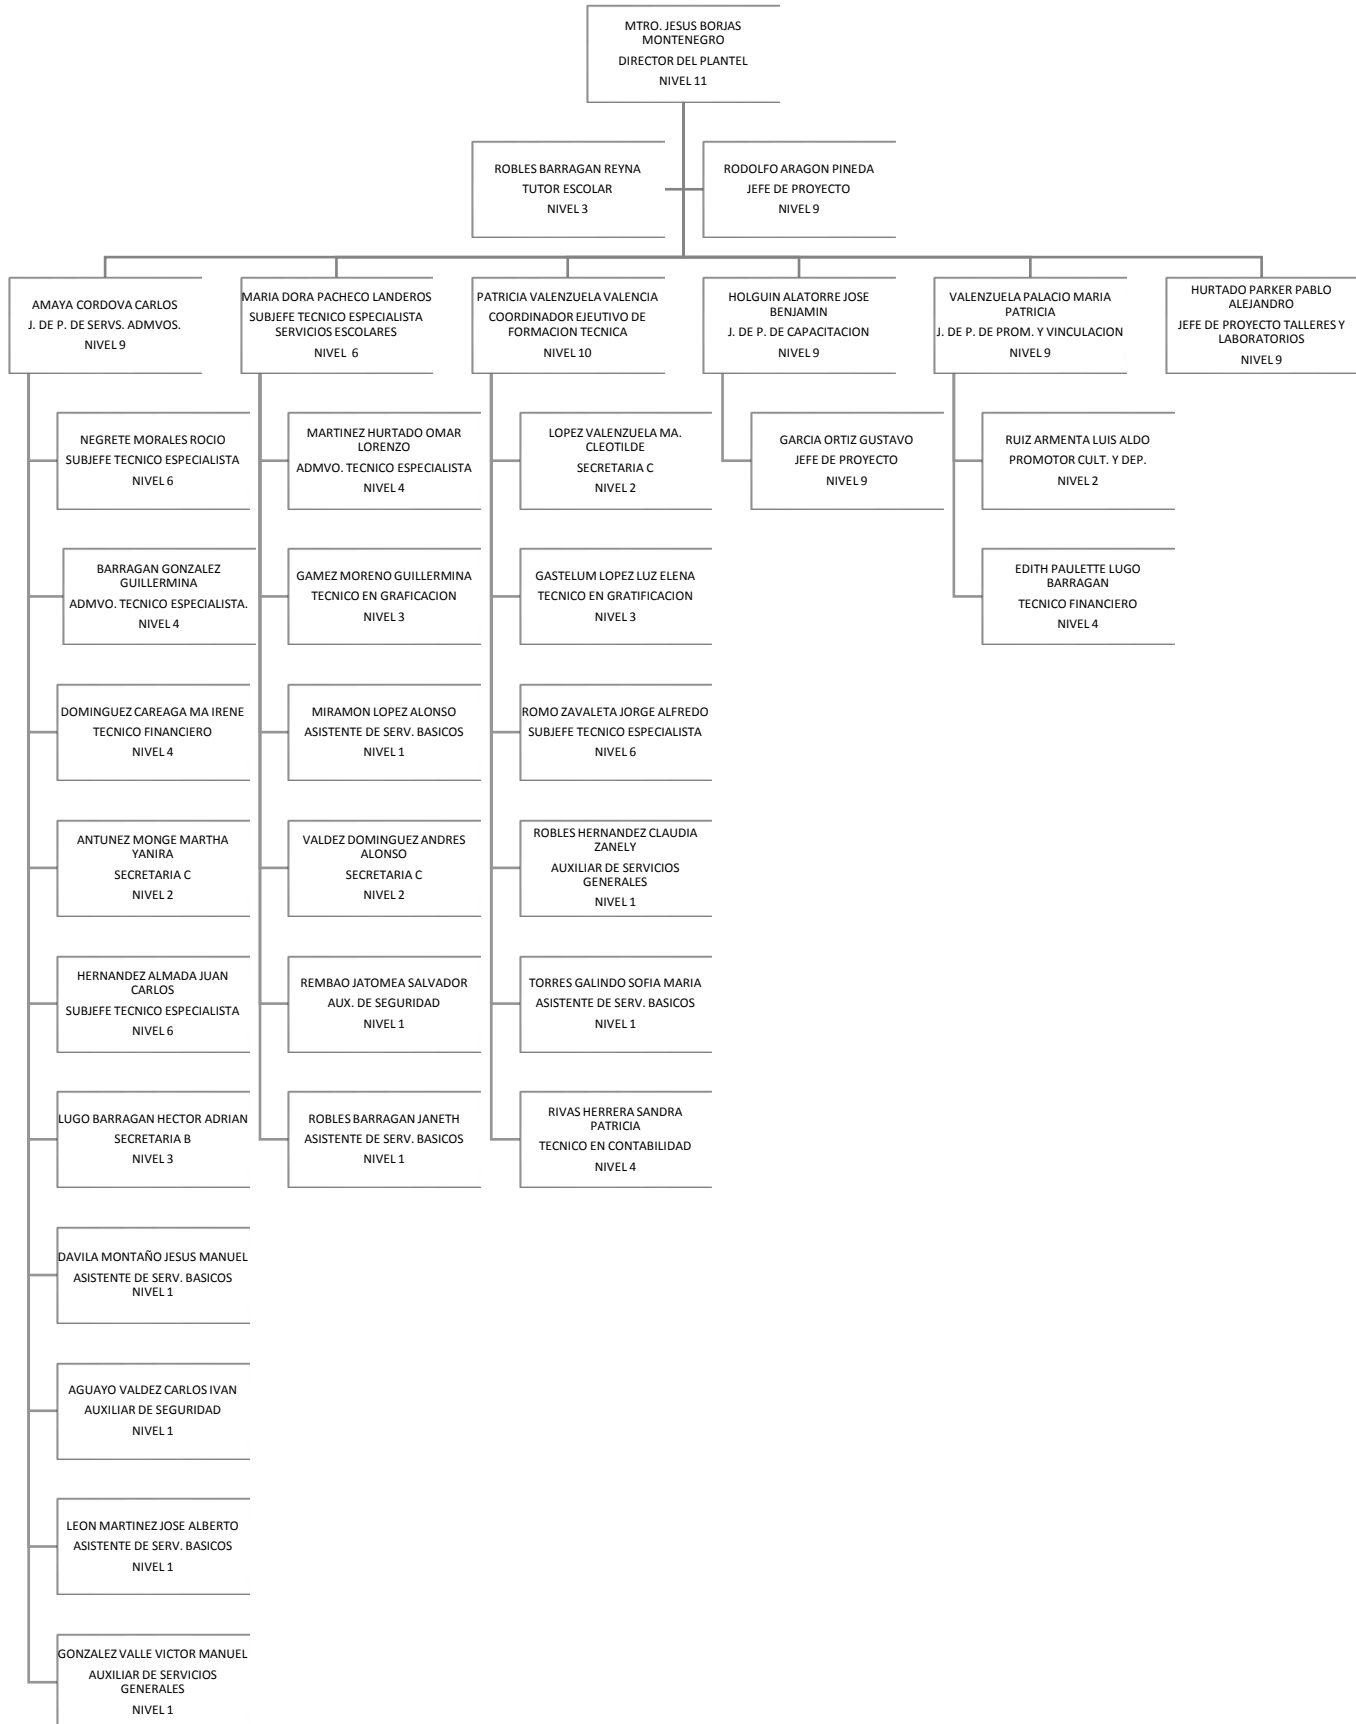 MTRO. JESUS BORJAS
MONTENEGRO
DIRECTOR DEL PLANTEL
NIVEL 11
ROBLES BARRAGAN REYNA
TUTOR ESCOLAR
NIVEL 3
RODOLFO ARAGON PINEDA
JEFE DE PROYECTO
NIVEL 9
AMAYA CORDOVA CARLOS
J. DE P. DE SERVS. ADMVOS.
NIVEL 9
MARIA DORA PACHECO LANDEROS
SUBJEFE TECNICO ESPECIALISTA
SERVICIOS ESCOLARES
NIVEL 6
PATRICIA VALENZUELA VALENCIA
COORDINADOR EJEUTIVO DE
FORMACION TECNICA
NIVEL 10
HOLGUIN ALATORRE JOSE
BENJAMIN
J. DE P. DE CAPACITACION
NIVEL 9
VALENZUELA PALACIO MARIA
PATRICIA
J. DE P. DE PROM. Y VINCULACION
NIVEL 9
HURTADO PARKER PABLO
ALEJANDRO
JEFE DE PROYECTO TALLERES Y
LABORATORIOS
NIVEL 9
NEGRETE MORALES ROCIO
SUBJEFE TECNICO ESPECIALISTA
NIVEL 6
BARRAGAN GONZALEZ
GUILLERMINA
ADMVO. TECNICO ESPECIALISTA.
NIVEL 4
DOMINGUEZ CAREAGA MA IRENE
TECNICO FINANCIERO
NIVEL 4
ANTUNEZ MONGE MARTHA
YANIRA
SECRETARIA C
NIVEL 2
HERNANDEZ ALMADA JUAN
CARLOS
SUBJEFE TECNICO ESPECIALISTA
NIVEL 6
LUGO BARRAGAN HECTOR ADRIAN
SECRETARIA B
NIVEL 3
DAVILA MONTAÑO JESUS MANUEL
ASISTENTE DE SERV. BASICOS
NIVEL 1
AGUAYO VALDEZ CARLOS IVAN
AUXILIAR DE SEGURIDAD
NIVEL 1
LEON MARTINEZ JOSE ALBERTO
ASISTENTE DE SERV. BASICOS
NIVEL 1
GONZALEZ VALLE VICTOR MANUEL
AUXILIAR DE SERVICIOS
GENERALES
NIVEL 1
MARTINEZ HURTADO OMAR
LORENZO
ADMVO. TECNICO ESPECIALISTA
NIVEL 4
GAMEZ MORENO GUILLERMINA
TECNICO EN GRAFICACION
NIVEL 3
MIRAMON LOPEZ ALONSO
ASISTENTE DE SERV. BASICOS
NIVEL 1
VALDEZ DOMINGUEZ ANDRES
ALONSO
SECRETARIA C
NIVEL 2
REMBAO JATOMEA SALVADOR
AUX. DE SEGURIDAD
NIVEL 1
ROBLES BARRAGAN JANETH
ASISTENTE DE SERV. BASICOS
NIVEL 1
LOPEZ VALENZUELA MA.
CLEOTILDE
SECRETARIA C
NIVEL 2
GASTELUM LOPEZ LUZ ELENA
TECNICO EN GRATIFICACION
NIVEL 3
ROMO ZAVALETA JORGE ALFREDO
SUBJEFE TECNICO ESPECIALISTA
NIVEL 6
ROBLES HERNANDEZ CLAUDIA
ZANELY
AUXILIAR DE SERVICIOS
GENERALES
NIVEL 1
TORRES GALINDO SOFIA MARIA
ASISTENTE DE SERV. BASICOS
NIVEL 1
RIVAS HERRERA SANDRA
PATRICIA
TECNICO EN CONTABILIDAD
NIVEL 4
GARCIA ORTIZ GUSTAVO
JEFE DE PROYECTO
NIVEL 9
RUIZ ARMENTA LUIS ALDO
PROMOTOR CULT. Y DEP.
NIVEL 2
EDITH PAULETTE LUGO
BARRAGAN
TECNICO FINANCIERO
NIVEL 4